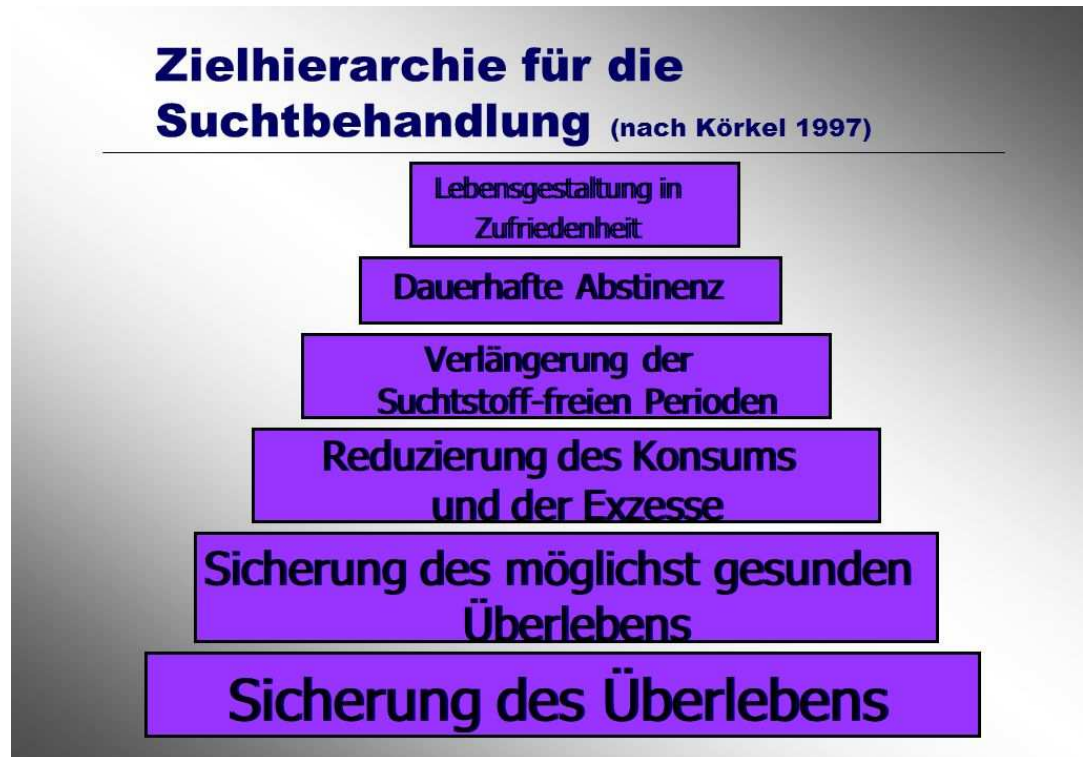 Zielhierarchie für die
Suchtbehandlung (nach Körkel 1997)
Lebensgestaltung in
Zufriedenheit
Dauerhafte Abstinenz
Verlängerung der
Suchtstoff-freien Perioden
Reduzierung des Konsums
und der Exzesse
Sicherung des möglichst gesunden
Überlebens
Sicherung des Überlebens